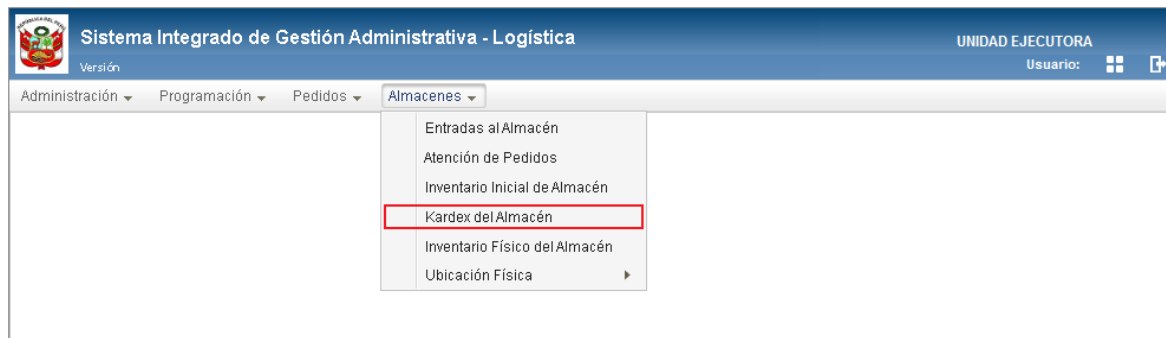 Sistema Integrado de Gestión Administrativa - Logística
UNIDAD EJECUTORA
Versión
Usuario:
Administración Programación Pedidos Almacenes
Entradas al Almacén
Atención de Pedidos
Inventario Inicial de Almacén
Kardex del Almacén
Inventario Físico del Almacén
Ubicación Física